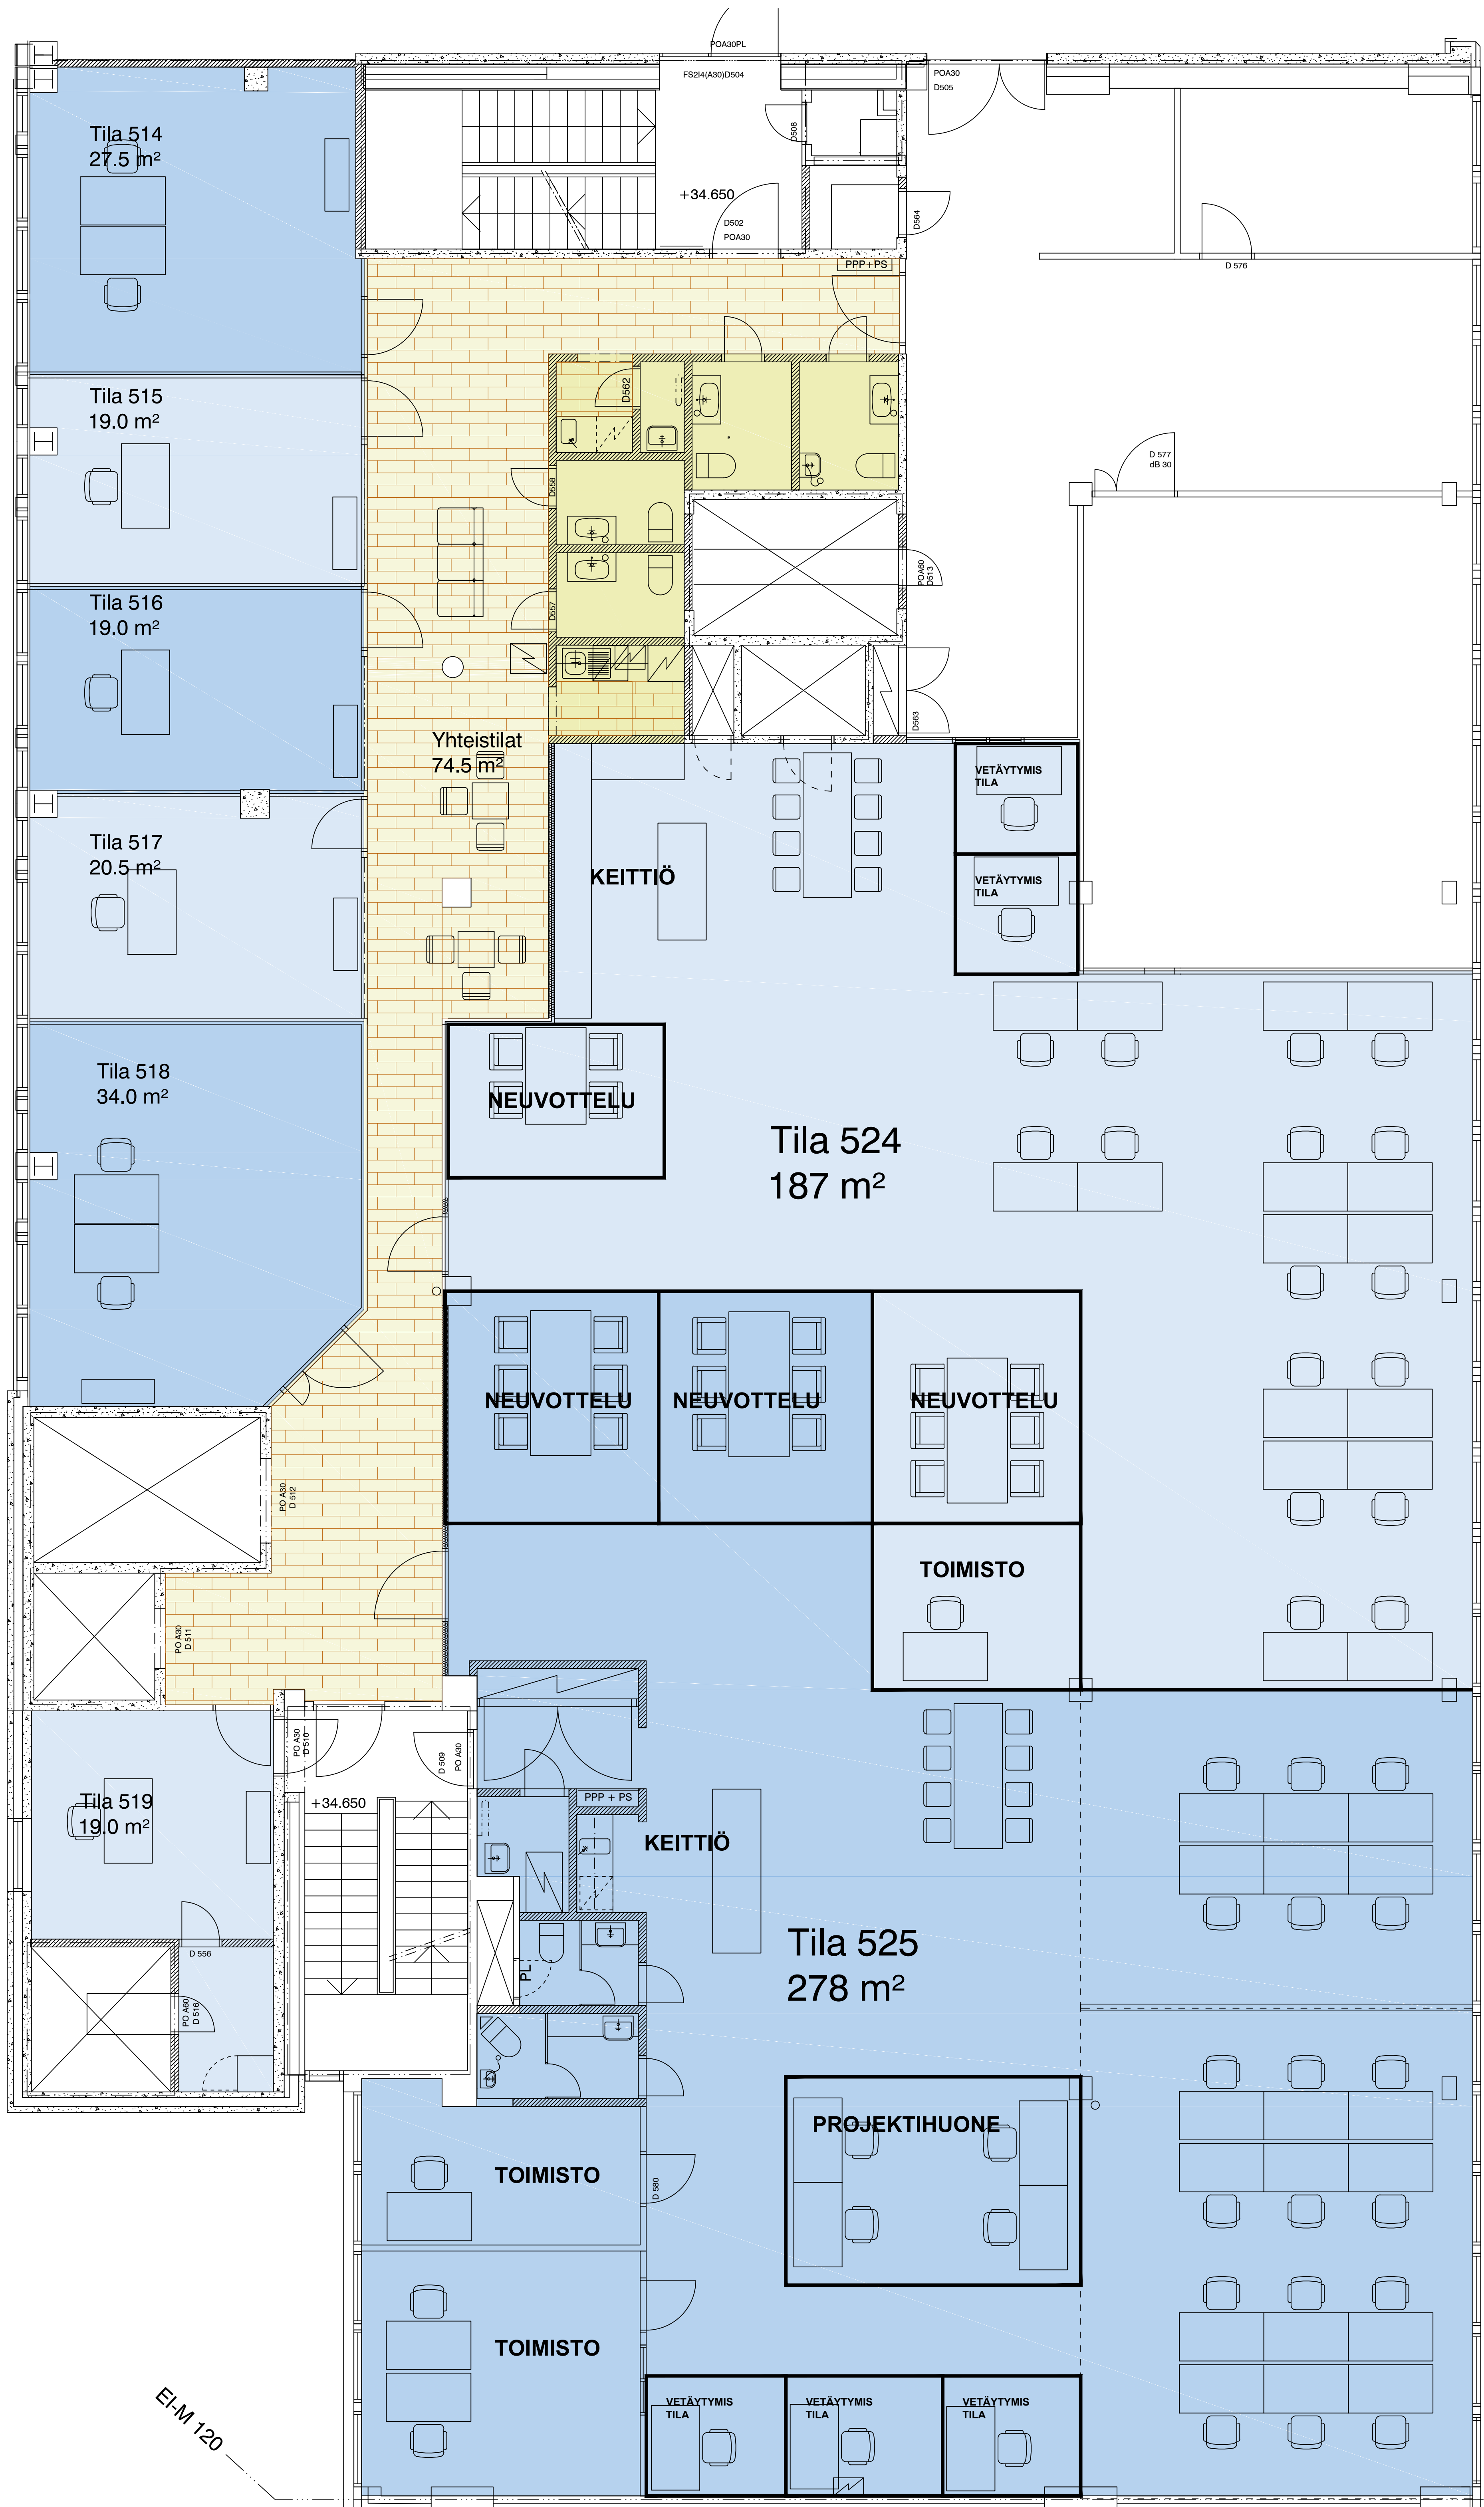 POA30PL
FS2I4(A30)D504
POA30
D505
D508
Tila 514
27.5 m²
+34.650
D502
POA30
D564
PPP+PS
D 576
D562
Tila 515
19.0 m²
D 577
dB 30
D558
POA60
D513
Tila 516
19.0 m²
D557
D563
Yhteistilat
74.5 m²
VETÄYTYMIS
TILA
Tila 517
20.5 m²
KEITTIÖ
VETÄYTYMIS
TILA
Tila 518
34.0 m²
NEUVOTTELU
Tila 524
187 m²
NEUVOTTELU
NEUVOTTELU
NEUVOTTELU
PO A30
D 512
TOIMISTO
PO A30
D 511
PO A30
D 510
D 509
PO A30
Tila 519
19.0 m²
+34.650
PPP + PS
KEITTIÖ
Tila 525
278 m²
D 556
PL
PO A60
D 516
PROJEKTIHUONE
TOIMISTO
D 580
TOIMISTO
EI-M 120
VETÄYTYMIS
TILA
VETÄYTYMIS
TILA
VETÄYTYMIS
TILA